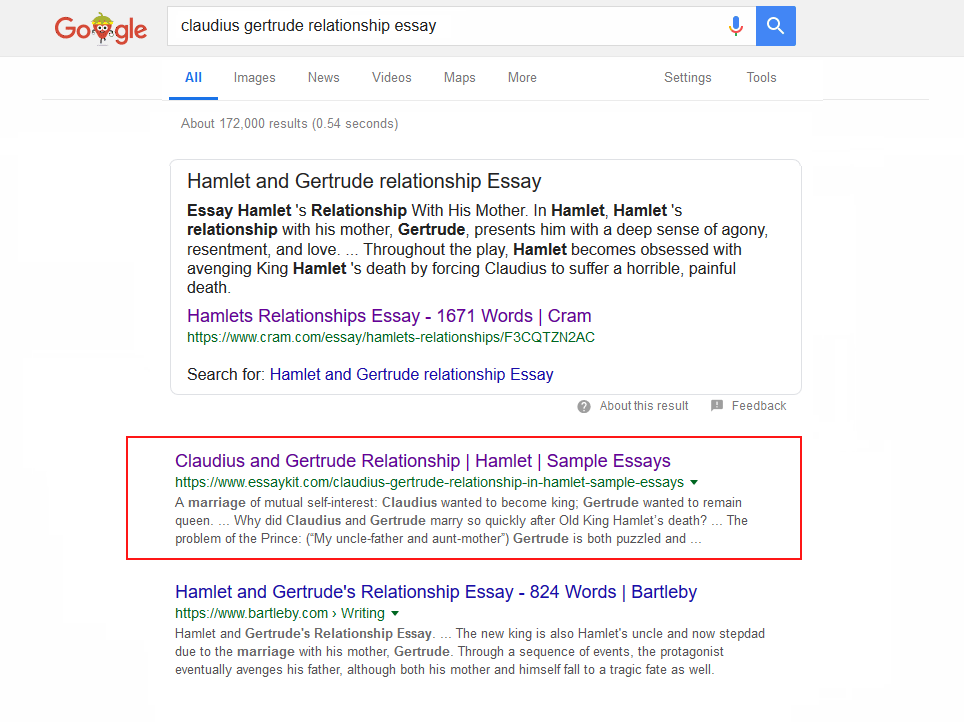 Google
claudius gertrude relationship essay
All Images News Videos Maps More Settings Tools
About 172,000 results (0.54 seconds)
Hamlet and Gertrude relationship Essay
Essay Hamlet 's Relationship With His Mother. In Hamlet, Hamlet 's
relationship with his mother, Gertrude, presents him with a deep sense of agony,
resentment, and love. ... Throughout the play, Hamlet becomes obsessed with
avenging King Hamlet 's death by forcing Claudius to suffer a horrible, painful
death.
Hamlets Relationships Essay - 1671 Words | Cram
https://www.cram.com/essay/hamlets-relationships/F3CQTZN2AC
Search for: Hamlet and Gertrude relationship Essay
About this result Feedback
Claudius and Gertrude Relationship | Hamlet | Sample Essays
https://www.essaykit.com/claudius-gertrude-relationship-in-hamlet-sample-essays
A marriage of mutual self-interest: Claudius wanted to become king; Gertrude wanted to remain
queen. ... Why did Claudius and Gertrude marry so quickly after Old King Hamlet's death? ... The
problem of the Prince: ("My uncle-father and aunt-mother") Gertrude is both puzzled and ...
Hamlet and Gertrude's Relationship Essay - 824 Words | Bartleby
https://www.bartleby.com › Writing
Hamlet and Gertrude's Relationship Essay. ... The new king is also Hamlet's uncle and now stepdad
due to the marriage with his mother, Gertrude. Through a sequence of events, the protagonist
eventually avenges his father, although both his mother and himself fall to a tragic fate as well.